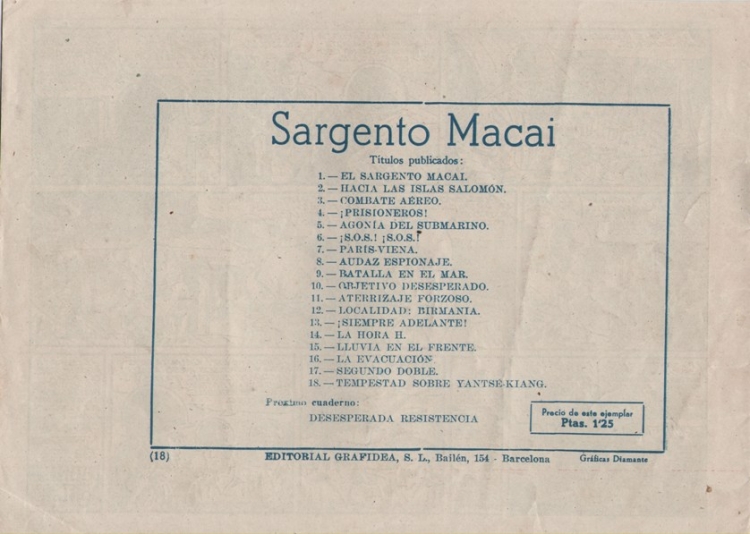 Sargento Macai
Títulos publicados:
1. — EL SARGENTO MACAI.
2. — HACIA LAS ISLAS SALOMÓN.
3. — COMBATE AÉREO.
4. — ¡PRISIONEROS!
5. — AGONÍA DEL SUBMARINO.
6. — ¡S.O.S.! ¡S.O.S.!
7. — PARÍS-VIENA.
8. — AUDAZ ESPIONAJE.
9. — BATALLA EN EL MAR.
10. — OBJETIVO DESESPERADO.
11. — ATERRIZAJE FORZOSO.
12. — LOCALIDAD: BIRMANIA.
13. — ¡SIEMPRE ADELANTE!
14. — LA HORA H.
15. — LLUVIA EN EL FRENTE.
16. — LA EVACUACIÓN
17. — SEGUNDO DOBLE.
18. — TEMPESTAD SOBRE YANTSE-KIANG.
Próximo cuaderno:
DESESPERADA RESISTENCIA
Precio de este ejemplar
Ptas. 1'25
(18) EDITORIAL GRAFIDEA, S. L., Bailén, 154 - Barcelona Gráficas Diamante